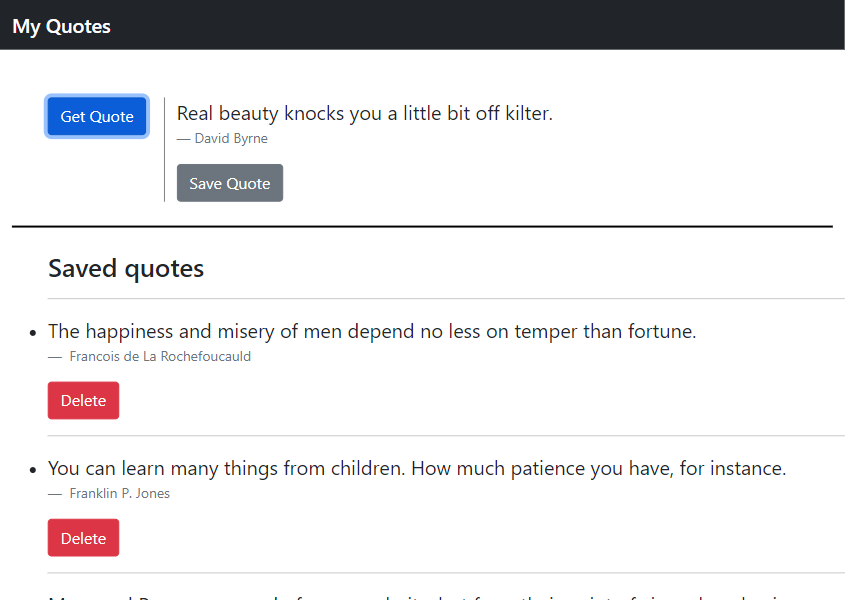 My Quotes
Get Quote
Real beauty knocks you a little bit off kilter.
— David Byrne
Save Quote
Saved quotes
The happiness and misery of men depend no less on temper than fortune.
— Francois de La Rochefoucauld
Delete
You can learn many things from children. How much patience you have, for instance.
— Franklin P. Jones
Delete